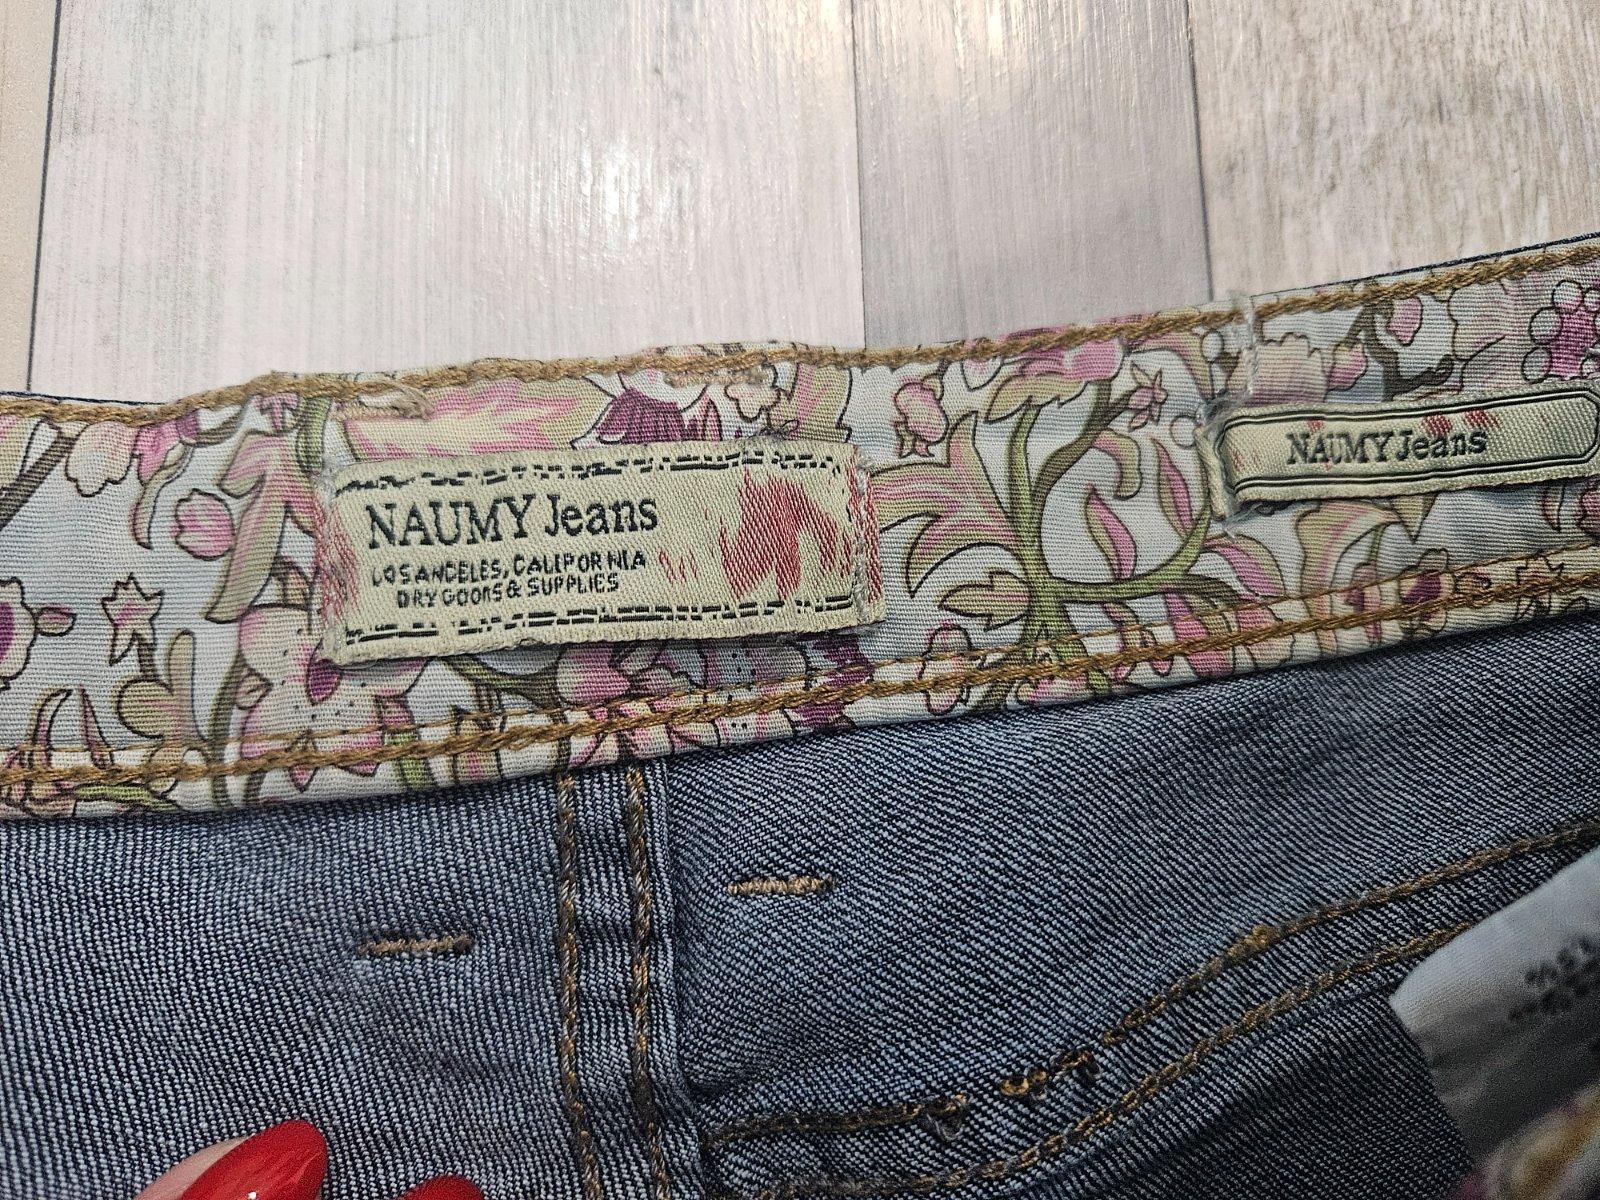 NAUMY Jeans
LOS ANGELES, CALIFORNIA
DRY GOODS & SUPPLIES
NAUMY Jeans